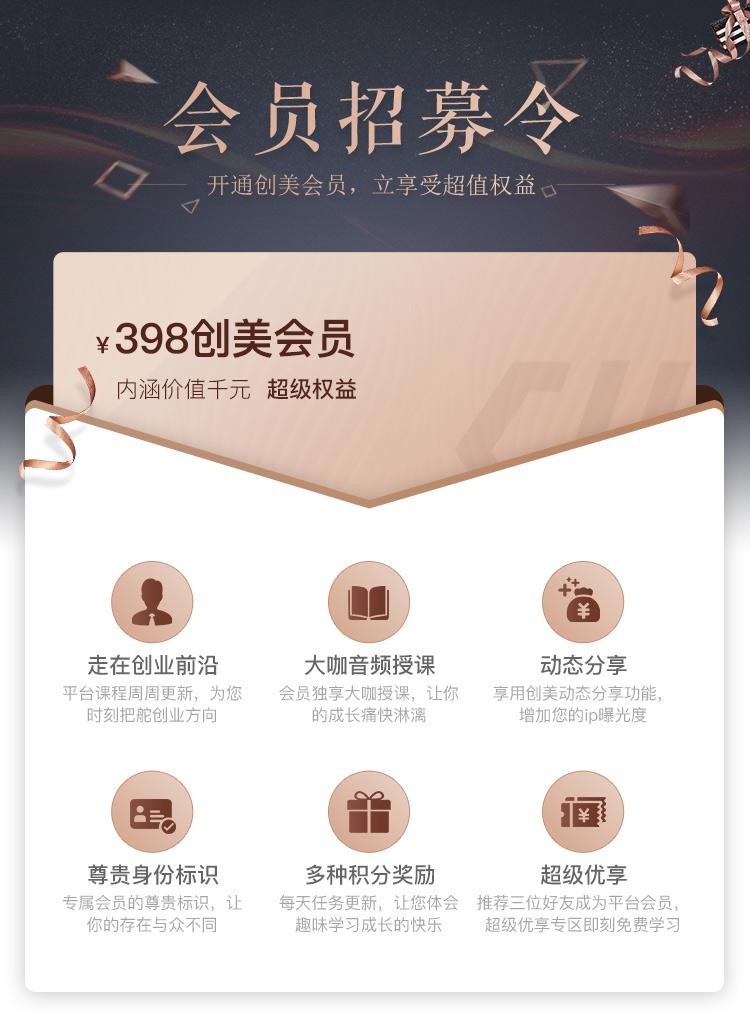 会员招募令
开通创美会员，立享受超值权益
¥398创美会员
内涵价值千元 超级权益
走在创业前沿
平台课程周周更新，为您
时刻把舵创业方向
大咖音频授课
会员独享大咖授课，让你
的成长痛快淋漓
动态分享
享用创美动态分享功能，
增加您的ip曝光度
尊贵身份标识
专属会员的尊贵标识，让
你的存在与众不同
多种积分奖励
每天任务更新，让您体会
趣味学习成长的快乐
超级优享
推荐三位好友成为平台会员，
超级优享专区即刻免费学习